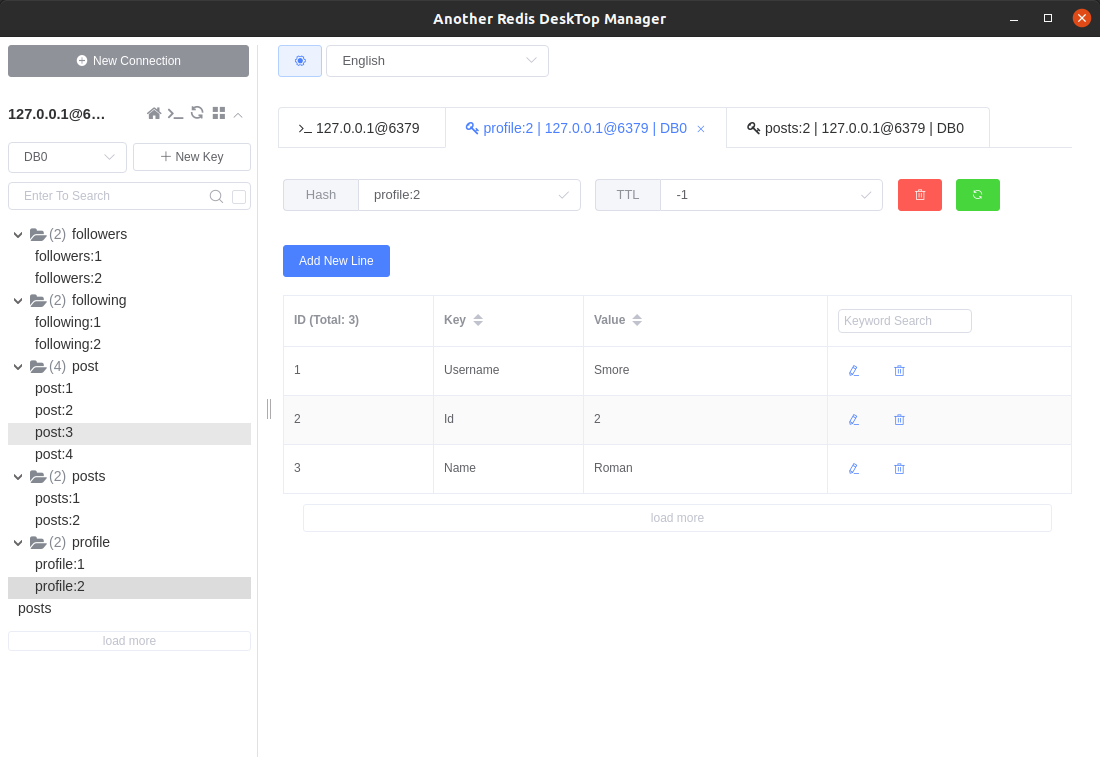 Another Redis DeskTop Manager
New Connection
English
127.0.0.1@6...
127.0.0.1@6379
profile:2 | 127.0.0.1@6379 | DB0
posts:2 | 127.0.0.1@6379 | DB0
DB0
New Key
Enter To Search
Hash
profile:2
TTL
-1
(2) followers
followers:1
followers:2
(2) following
following:1
following:2
(4) post
post:1
post:2
post:3
post:4
(2) posts
posts:1
posts:2
(2) profile
profile:1
profile:2
posts
load more
Add New Line
ID (Total: 3) Key Value Keyword Search
1 Username Smore
2 Id 2
3 Name Roman
load more